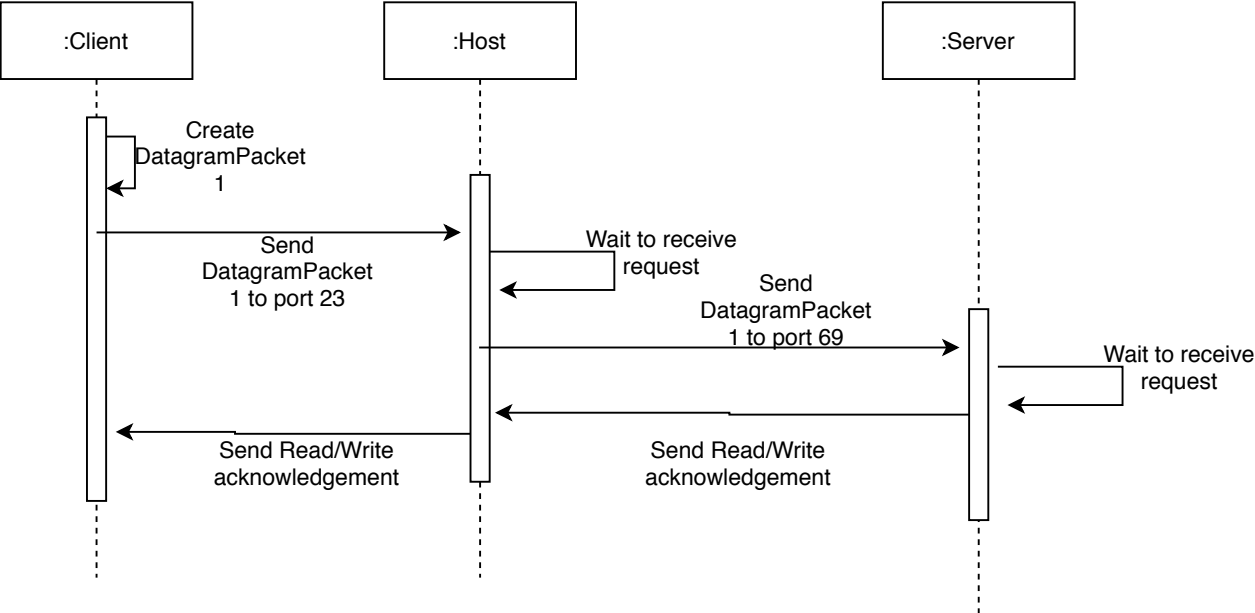 :Client
:Host
:Server
Create
DatagramPacket
1
Send
DatagramPacket
1 to port 23
Wait to receive
request
Send
DatagramPacket
1 to port 69
Wait to receive
request
Send Read/Write
acknowledgement
Send Read/Write
acknowledgement